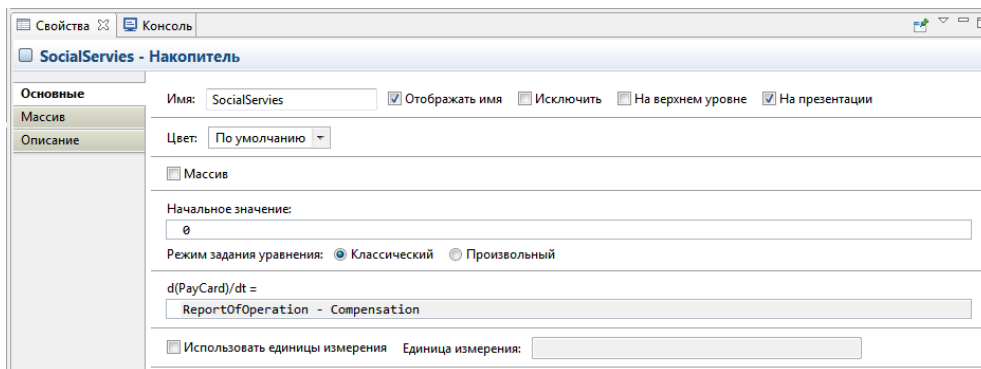 Свойства Консоль
SocialServies - Накопитель
Основные
Массив
Описание
Имя: SocialServies Отображать имя Исключить На верхнем уровне На презентации
Цвет: По умолчанию
Массив
Начальное значение:
0
Режим задания уравнения: Классический Произвольный
d(PayCard)/dt =
ReportOfOperation - Compensation
Использовать единицы измерения Единица измерения: